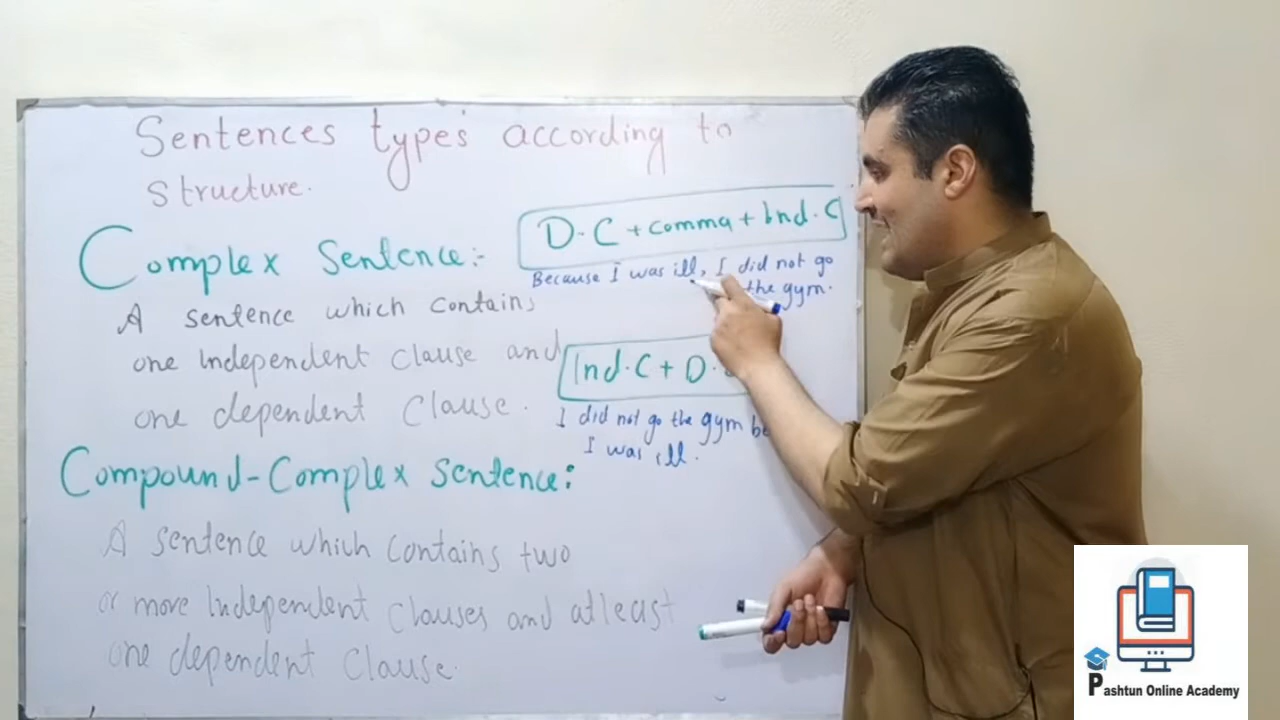 Sentences types according to
structure.
Complex Sentence:-
A sentence which contains
one Independent Clause and
one dependent Clause.
D.C + comma + Ind.C
Because I was ill, I did not go
the gym.
Ind.C + D.
I did not go the gym
I was ill.
Compound-Complex sentence:
A sentence which contains two
or more Independent Clauses and atleast
one dependent Clause.
Pashtun Online Academy